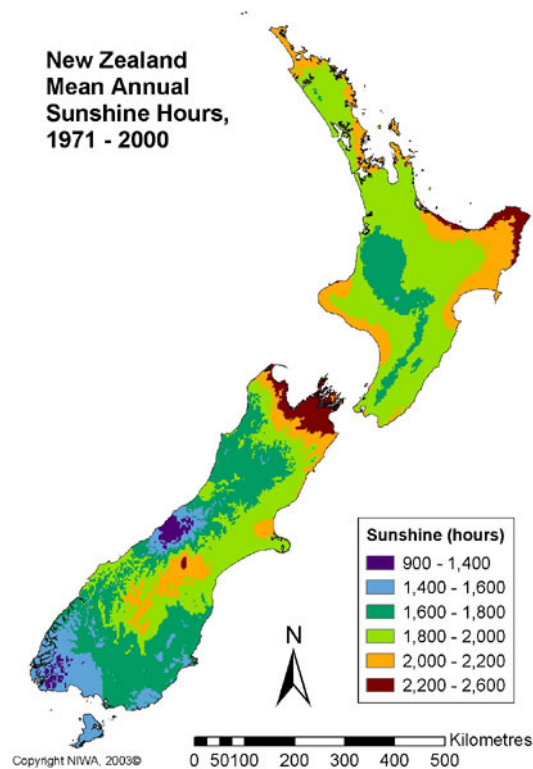 New Zealand
Mean Annual
Sunshine Hours,
1971 - 2000
Sunshine (hours)
900 - 1,400
1,400 - 1,600
1,600 - 1,800
1,800 - 2,000
2,000 - 2,200
2,200 - 2,600
N
Kilometres
0 50100 200 300 400 500
Copyright NIWA, 2003©